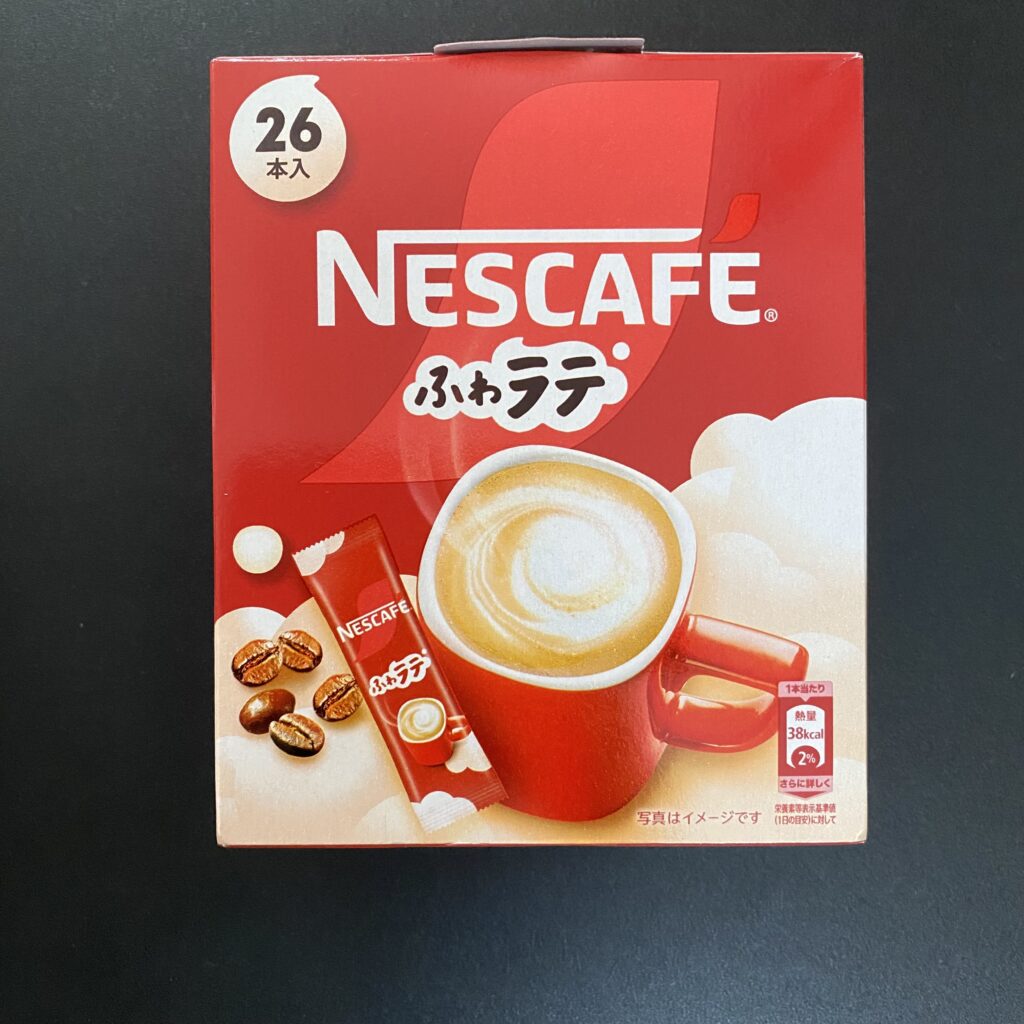 26
本入
NESCAFÉ®
ふわラテ
NESCAFÉ
ふわラテ
1本当たり
熱量
38kcal
2%
さらに詳しく
写真はイメージです
栄養素等表示基準値
(1日の目安)に対して